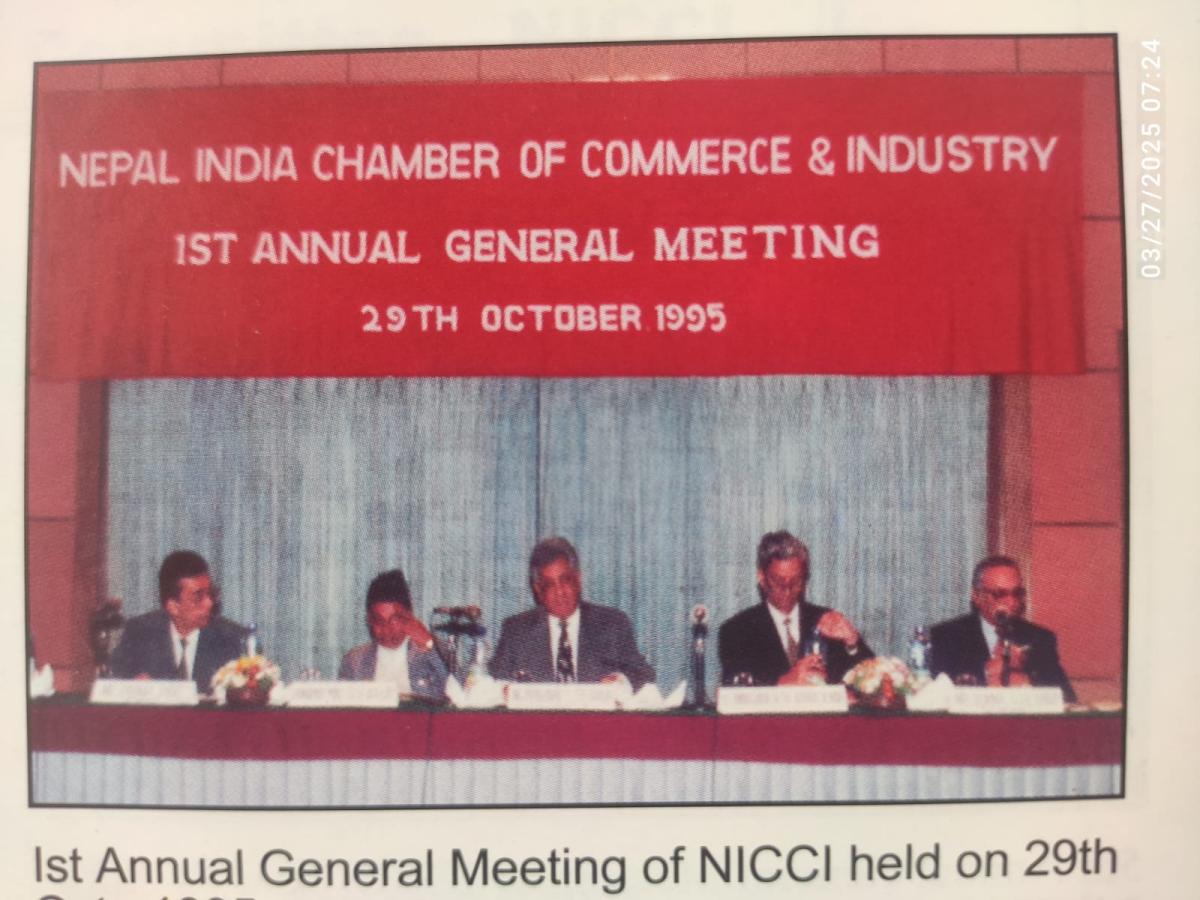 NEPAL INDIA CHAMBER OF COMMERCE & INDUSTRY
1ST ANNUAL GENERAL MEETING
29TH OCTOBER 1995
Ist Annual General Meeting of NICCI held on 29th
03/27/2025 07:24